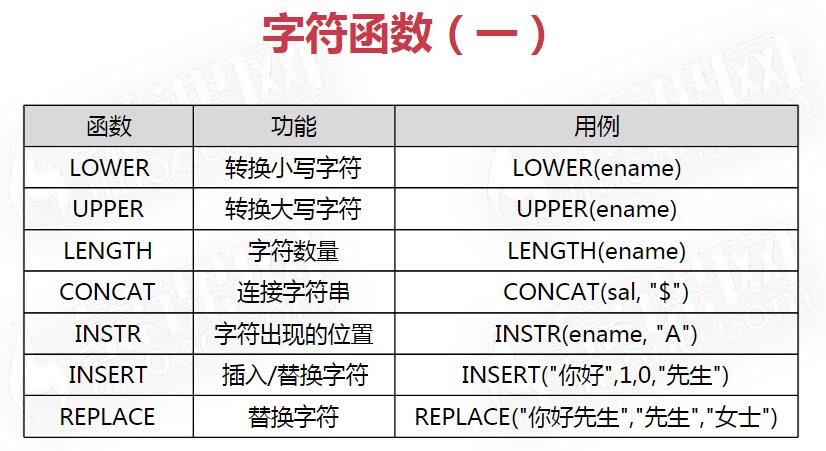 字符函数（一）
函数 功能 用例
LOWER 转换小写字符 LOWER(ename)
UPPER 转换大写字符 UPPER(ename)
LENGTH 字符数量 LENGTH(ename)
CONCAT 连接字符串 CONCAT(sal, "$")
INSTR 字符出现的位置 INSTR(ename, "A")
INSERT 插入/替换字符 INSERT("你好",1,0,"先生")
REPLACE 替换字符 REPLACE("你好先生","先生","女士")